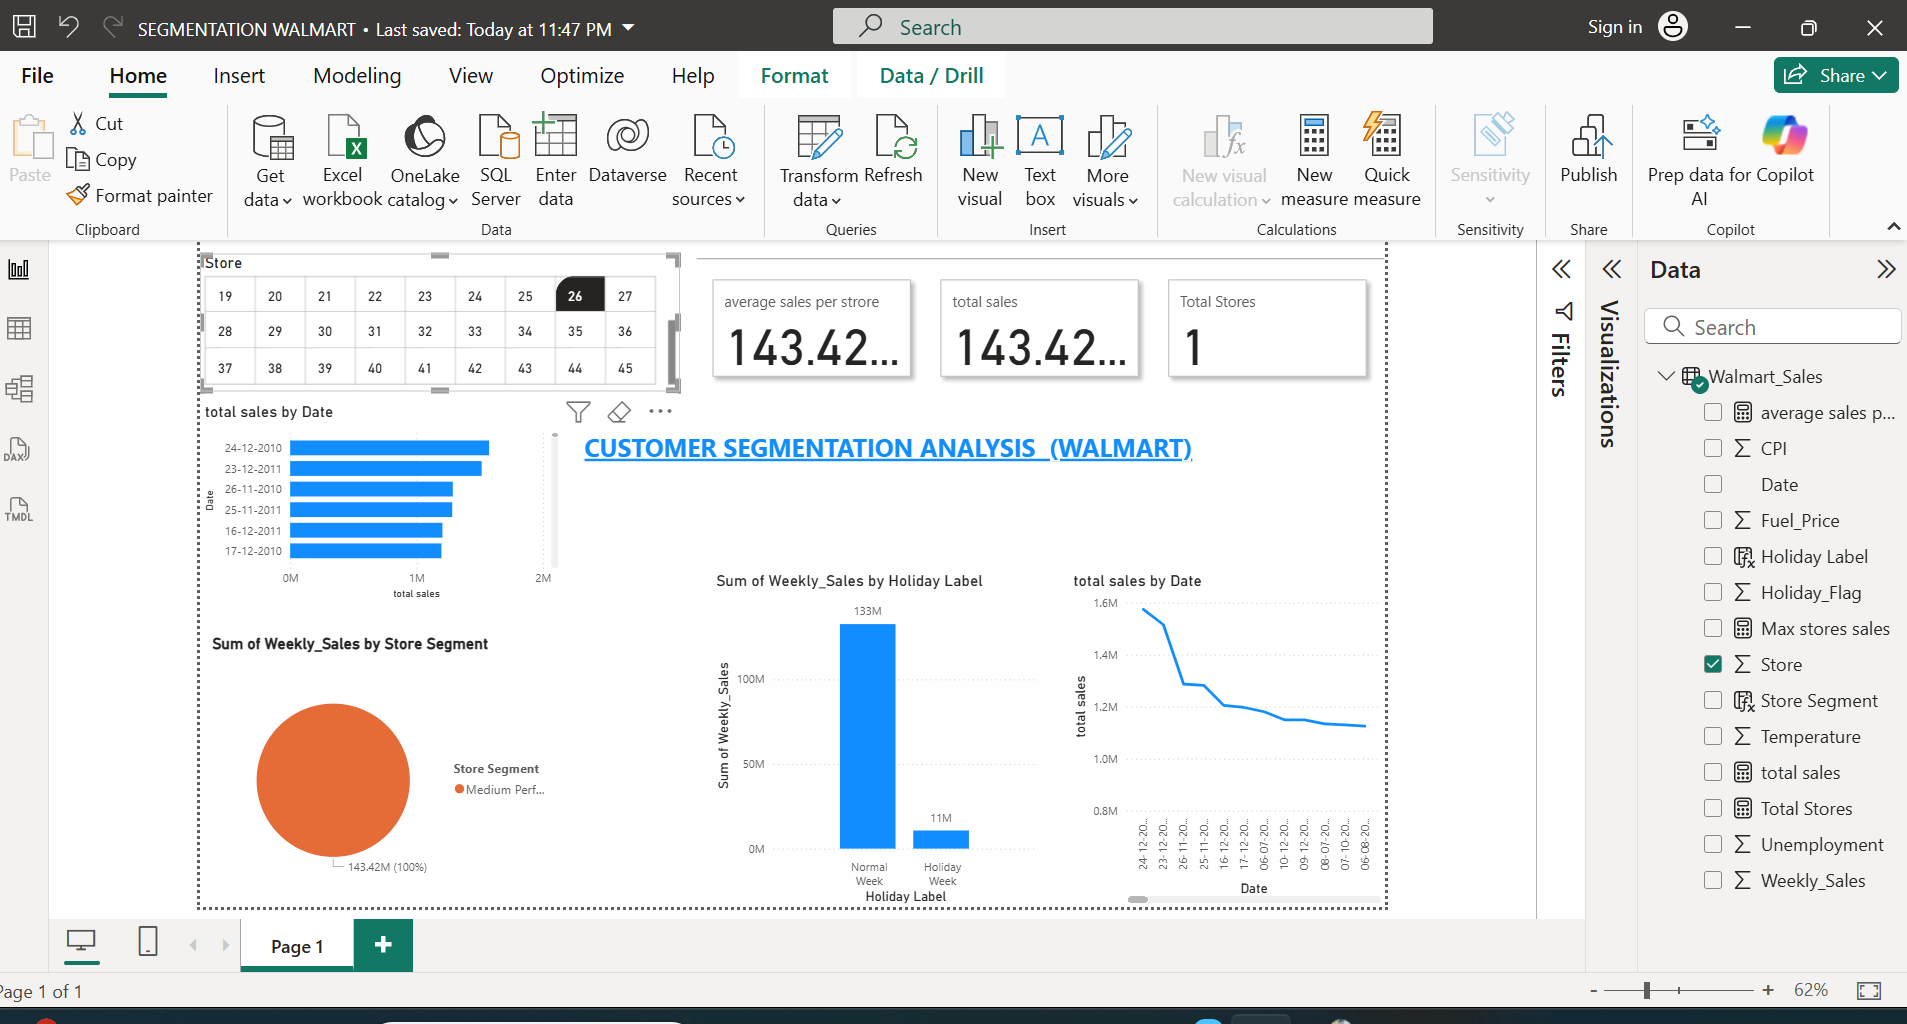 SEGMENTATION WALMART • Last saved: Today at 11:47 PM
Search
Sign in
File Home Insert Modeling View Optimize Help Format Data / Drill
Share
Paste
Cut
Copy
Format painter
Clipboard
Get data
Excel workbook
OneLake catalog
SQL Server
Enter data
Dataverse
Recent sources
Data
Transform data
Refresh
Queries
New visual
Text box
More visuals
Insert
New visual calculation
New measure
Quick measure
Calculations
Sensitivity
Sensitivity
Publish
Share
Prep data for AI
Copilot
Copilot
DAX
TMDL
Store
19 20 21 22 23 24 25 26 27
28 29 30 31 32 33 34 35 36
37 38 39 40 41 42 43 44 45
average sales per strore
143.42...
total sales
143.42...
Total Stores
1
total sales by Date
Date
24-12-2010
23-12-2011
26-11-2010
25-11-2011
16-12-2011
17-12-2010
0M 1M 2M
total sales
CUSTOMER SEGMENTATION ANALYSIS (WALMART)
Sum of Weekly_Sales by Store Segment
143.42M (100%)
Store Segment
Medium Perf...
Sum of Weekly_Sales by Holiday Label
Sum of Weekly_Sales
100M
50M
0M
133M
11M
Normal Week
Holiday Week
Holiday Label
total sales by Date
total sales
1.6M
1.4M
1.2M
1.0M
0.8M
24-12-20...
23-12-20...
26-11-20...
25-11-20...
16-12-20...
17-12-20...
06-07-20...
10-12-20...
09-12-20...
08-07-20...
07-10-20...
06-08-20...
Date
Filters
Visualizations
Data
Search
Walmart_Sales
average sales p...
CPI
Date
Fuel_Price
Holiday Label
Holiday_Flag
Max stores sales
Store
Store Segment
Temperature
total sales
Total Stores
Unemployment
Weekly_Sales
Page 1
Page 1 of 1
62%